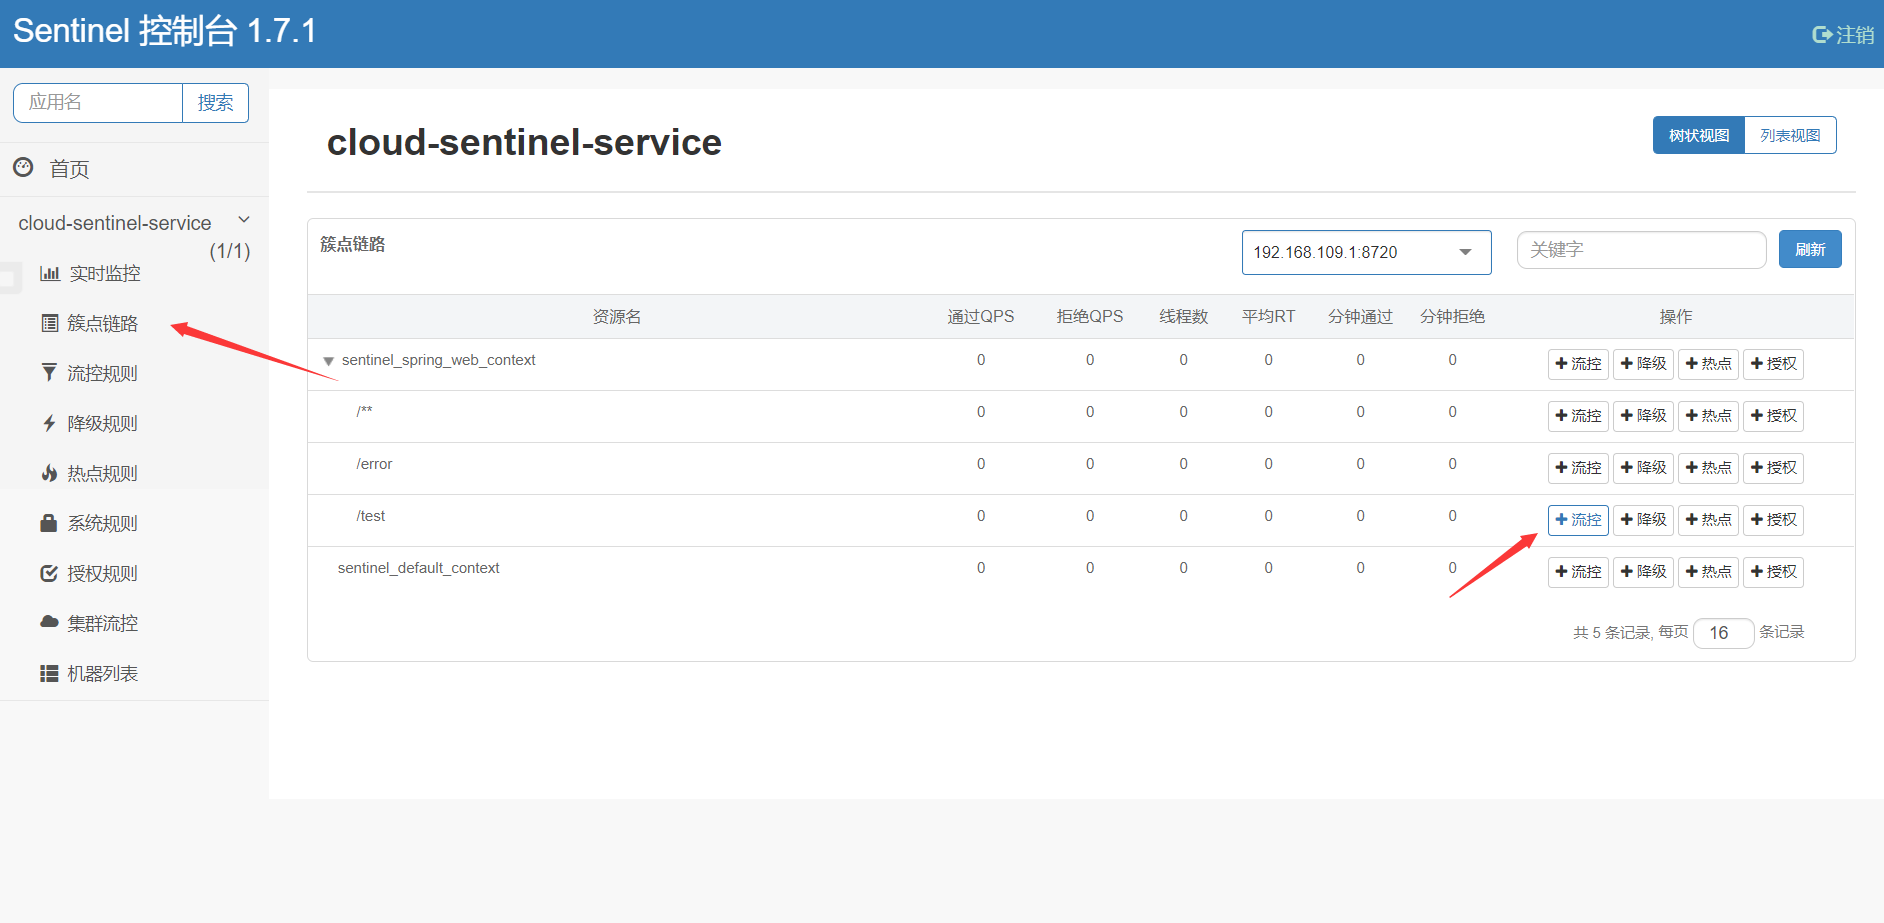 Sentinel 控制台 1.7.1
注销
应用名 搜索
首页
cloud-sentinel-service
(1/1)
实时监控
簇点链路
流控规则
降级规则
热点规则
系统规则
授权规则
集群流控
机器列表
cloud-sentinel-service
树状视图 列表视图
簇点链路 192.168.109.1:8720 关键字 刷新
资源名 通过QPS 拒绝QPS 线程数 平均RT 分钟通过 分钟拒绝 操作
sentinel_spring_web_context 0 0 0 0 0 0 流控 降级 热点 授权
/** 0 0 0 0 0 0 流控 降级 热点 授权
/error 0 0 0 0 0 0 流控 降级 热点 授权
/test 0 0 0 0 0 0 流控 降级 热点 授权
sentinel_default_context 0 0 0 0 0 0 流控 降级 热点 授权
共 5 条记录, 每页 16 条记录